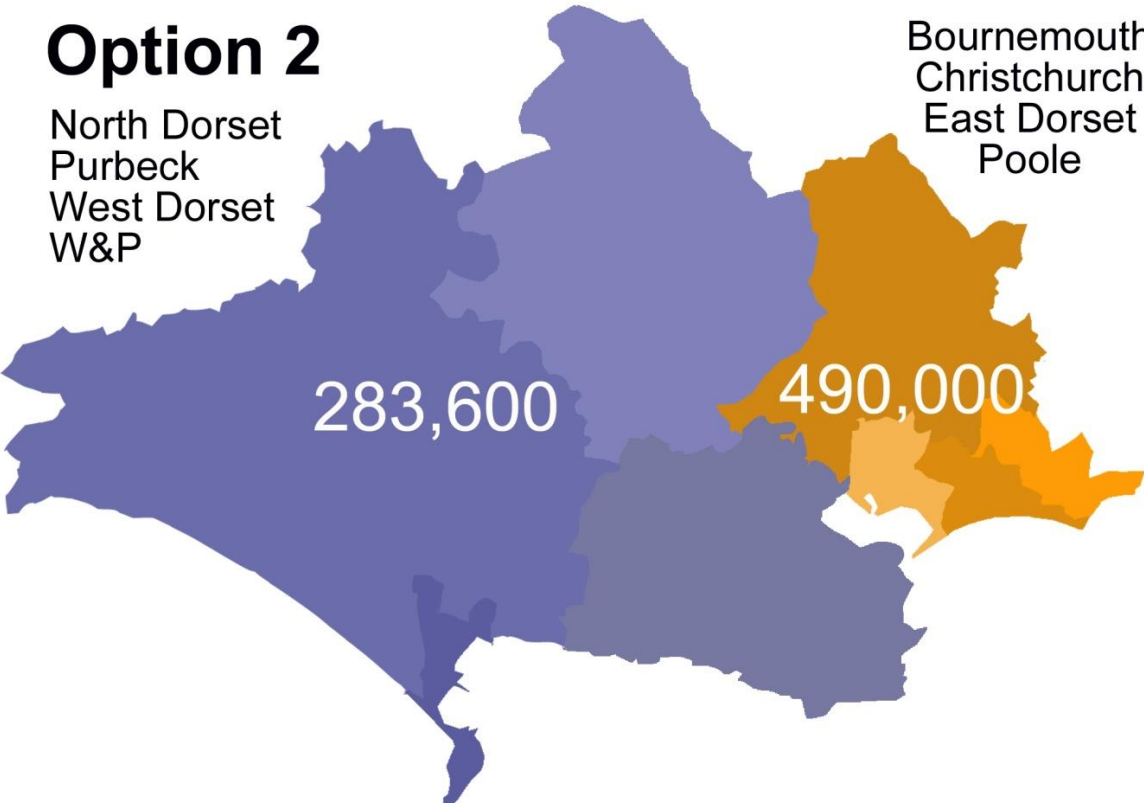 Option 2
North Dorset
Purbeck
West Dorset
W&P
Bournemouth
Christchurch
East Dorset
Poole
283,600
490,000